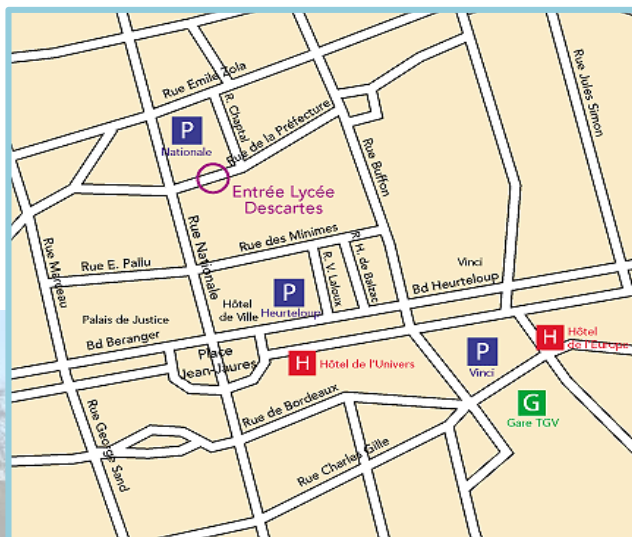 Rue Emile Zola
R. Chaptal
Rue Jules Simon
P
Nationale
Rue de la Préfecture
Rue Buffon
Entrée Lycée
Descartes
Rue Marceau
Rue Nationale
Rue des Minimes
Rue E. Pallu
R. V. Laloux
R. H. de Balzac
Vinci
Bd Heurteloup
P
Heurteloup
Hôtel
de Ville
Palais de Justice
Bd Beranger
Place
Jean-Jaures
H
Hôtel de l'Univers
P
Vinci
H
Hôtel
de l'Europe
G
Gare TGV
Rue de Bordeaux
Rue George Sand
Rue Charles Gille